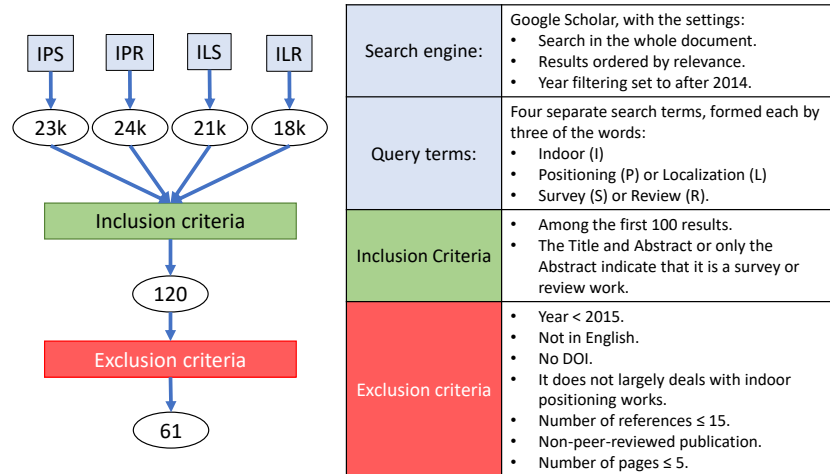 IPS
IPR
ILS
ILR
23k
24k
21k
18k
Inclusion criteria
120
Exclusion criteria
61
Search engine:
Google Scholar, with the settings:
• Search in the whole document.
• Results ordered by relevance.
• Year filtering set to after 2014.
Query terms:
Four separate search terms, formed each by
three of the words:
• Indoor (I)
• Positioning (P) or Localization (L)
• Survey (S) or Review (R).
Inclusion Criteria
• Among the first 100 results.
• The Title and Abstract or only the
Abstract indicate that it is a survey or
review work.
Exclusion criteria
• Year < 2015.
• Not in English.
• No DOI.
• It does not largely deals with indoor
positioning works.
• Number of references ≤ 15.
• Non-peer-reviewed publication.
• Number of pages ≤ 5.